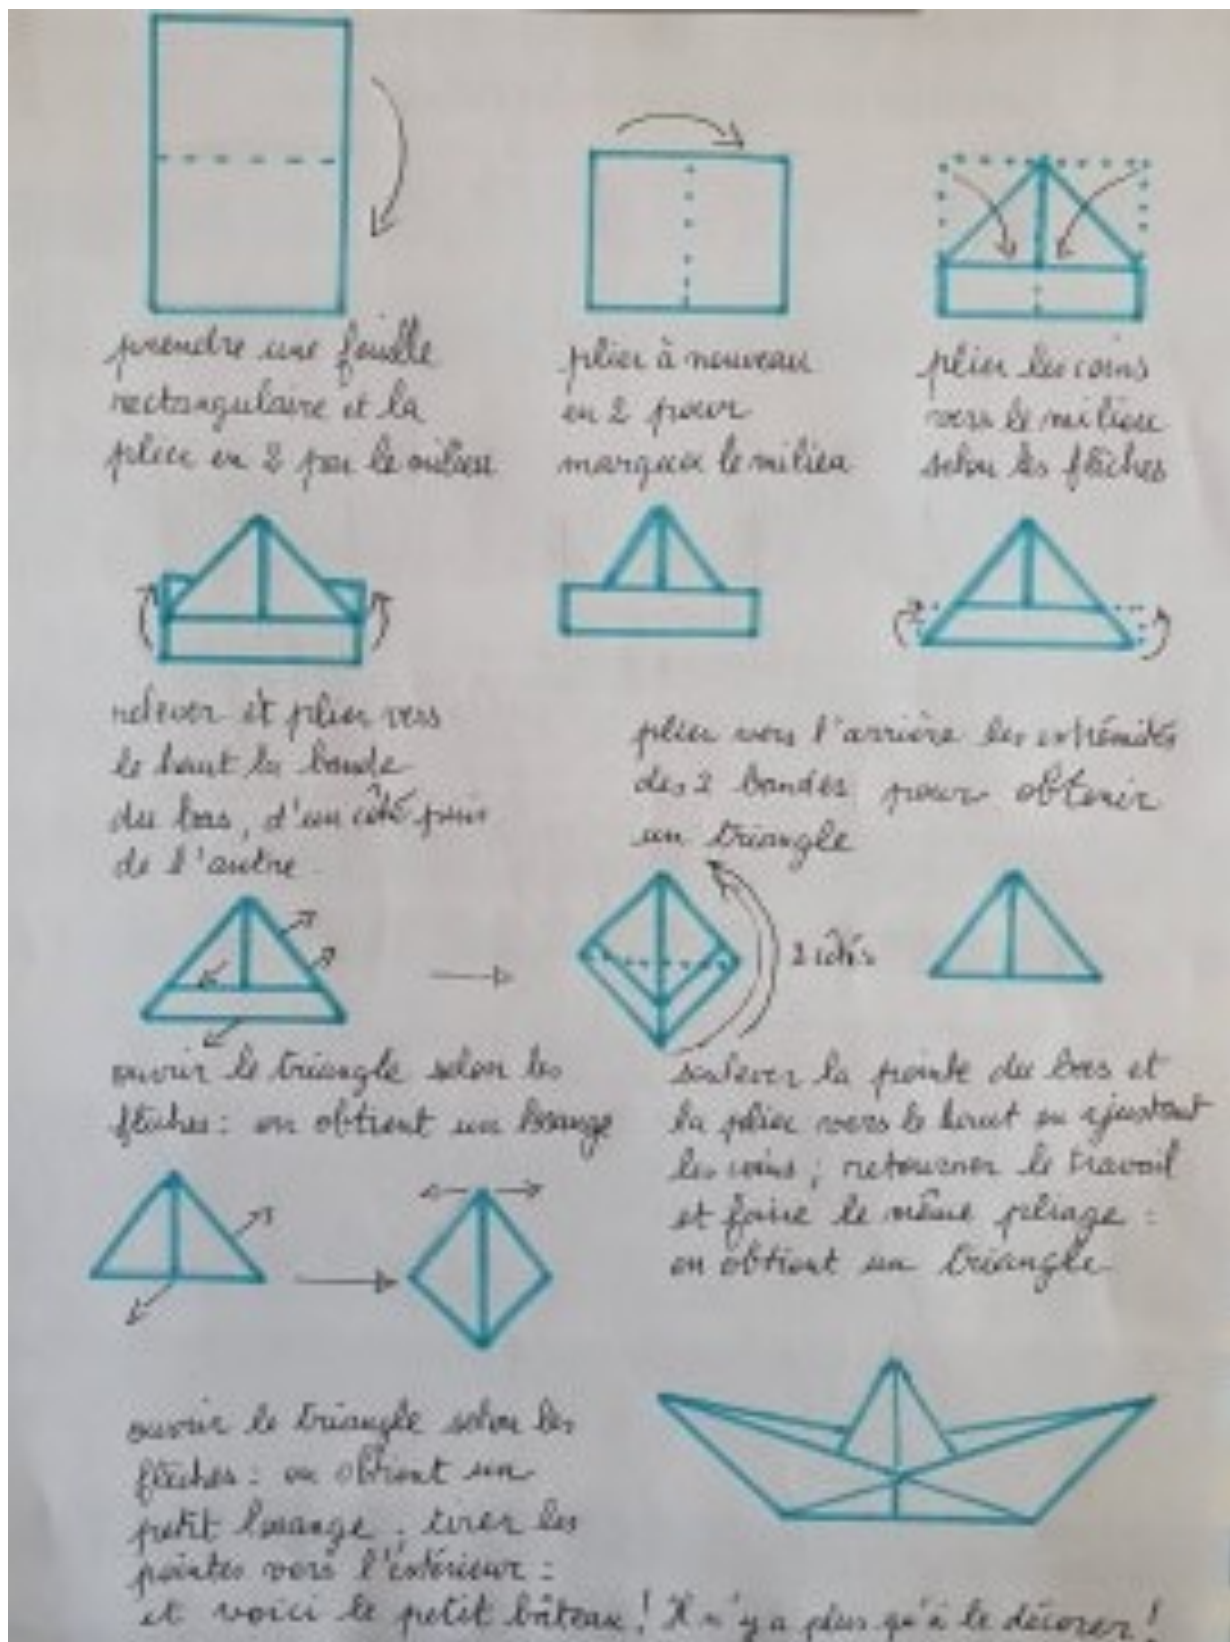 prendre une feuille
rectangulaire et la
plier en 2 par le milieu
plier à nouveau
en 2 pour
marquer le milieu
plier les coins
vers le milieu
selon les flèches
relever et plier vers
le haut la bande
du bas, d'un côté puis
de l'autre.
plier vers l'arrière les extrémités
des 2 bandes pour obtenir
un triangle
2 côtés
ouvrir le triangle selon les
flèches : on obtient un losange
soulever la pointe du bas et
la plier vers le haut en ajustant
les coins ; retourner le travail
et faire le même pliage :
on obtient un triangle
ouvrir le triangle selon les
flèches : on obtient un
petit losange ; tirer les
pointes vers l'extérieur :
et voici le petit bâteau ! Il n'y a plus qu'à le décorer !